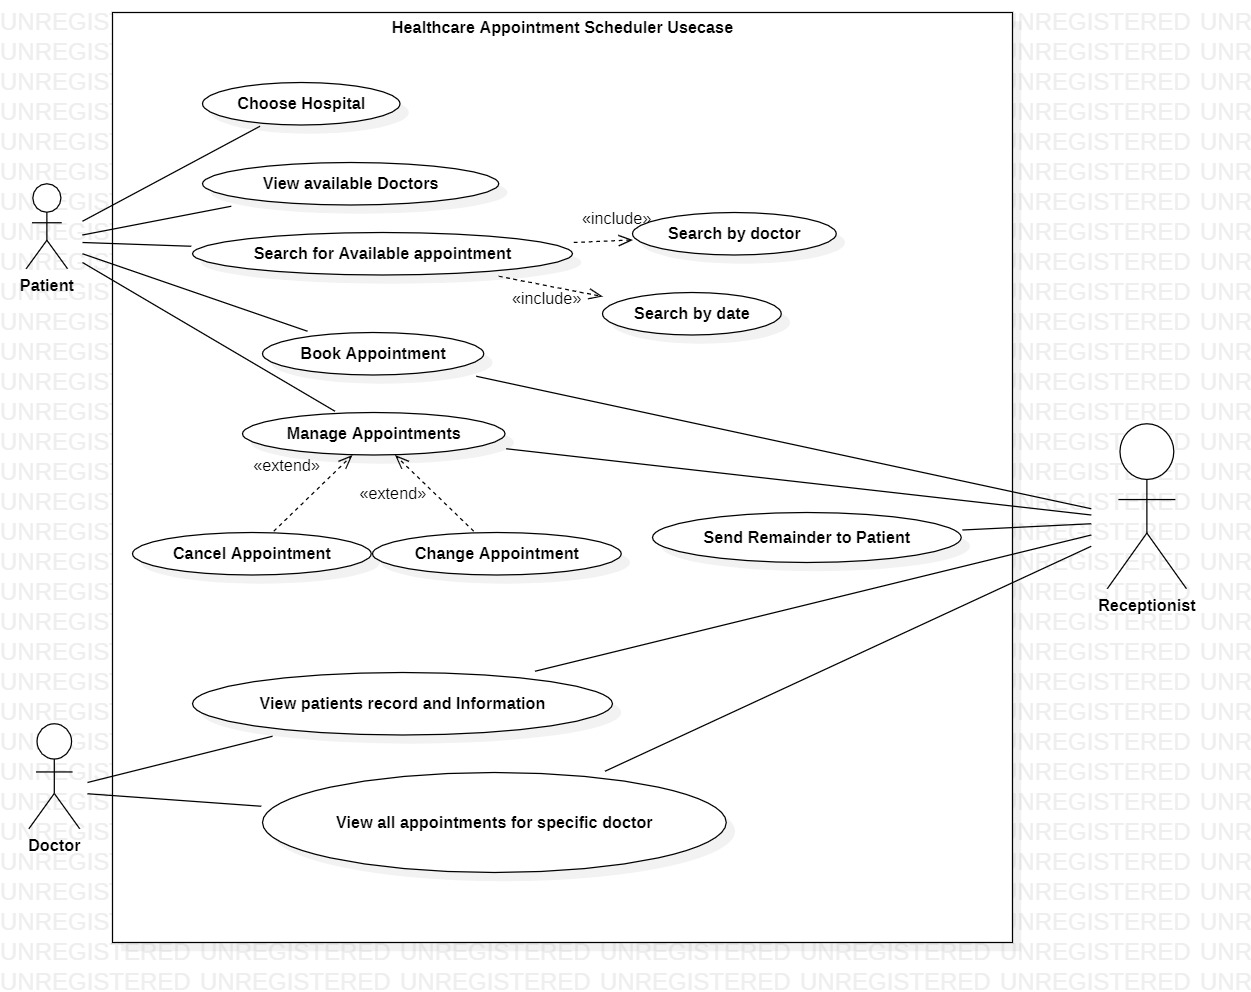 Healthcare Appointment Scheduler Usecase
Choose Hospital
View available Doctors
«include»
Search by doctor
Search for Available appointment
Patient
«include»
Search by date
Book Appointment
Manage Appointments
«extend»
«extend»
Cancel Appointment
Change Appointment
Send Remainder to Patient
Receptionist
View patients record and Information
View all appointments for specific doctor
Doctor
UNREGISTERED UNREGISTERED UNREGISTERED UNREGISTERED UNREGISTERED UNREGISTERED UNR